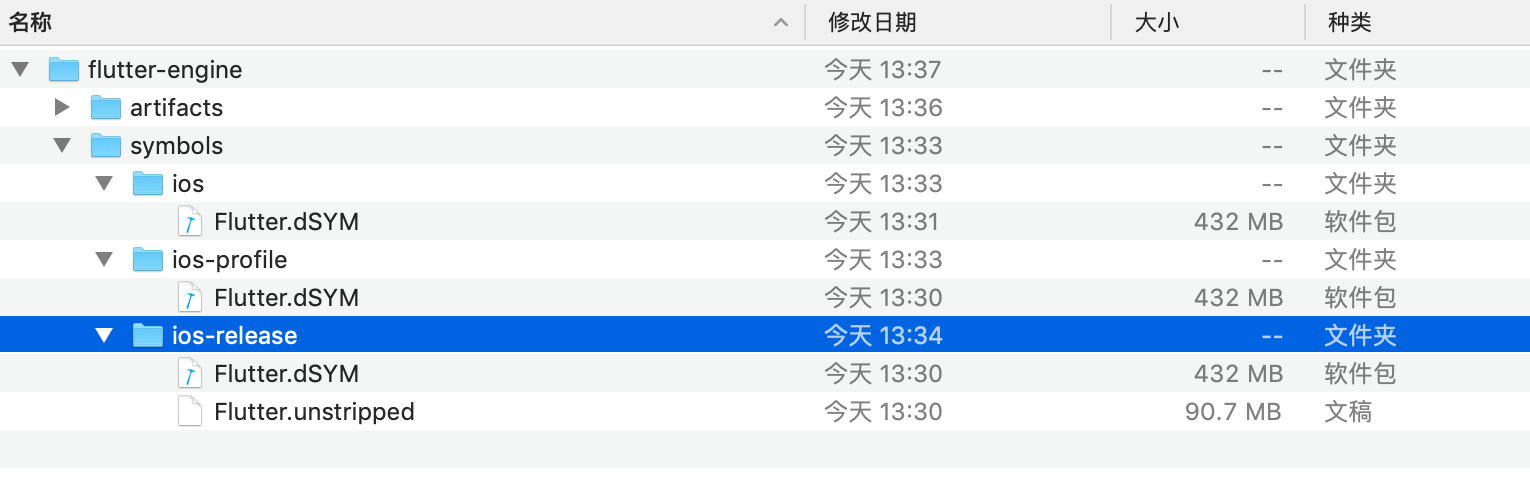 名称 修改日期 大小 种类
flutter-engine 今天 13:37 -- 文件夹
artifacts 今天 13:36 -- 文件夹
symbols 今天 13:33 -- 文件夹
ios 今天 13:33 -- 文件夹
Flutter.dSYM 今天 13:31 432 MB 软件包
ios-profile 今天 13:33 -- 文件夹
Flutter.dSYM 今天 13:30 432 MB 软件包
ios-release 今天 13:34 -- 文件夹
Flutter.dSYM 今天 13:30 432 MB 软件包
Flutter.unstripped 今天 13:30 90.7 MB 文稿